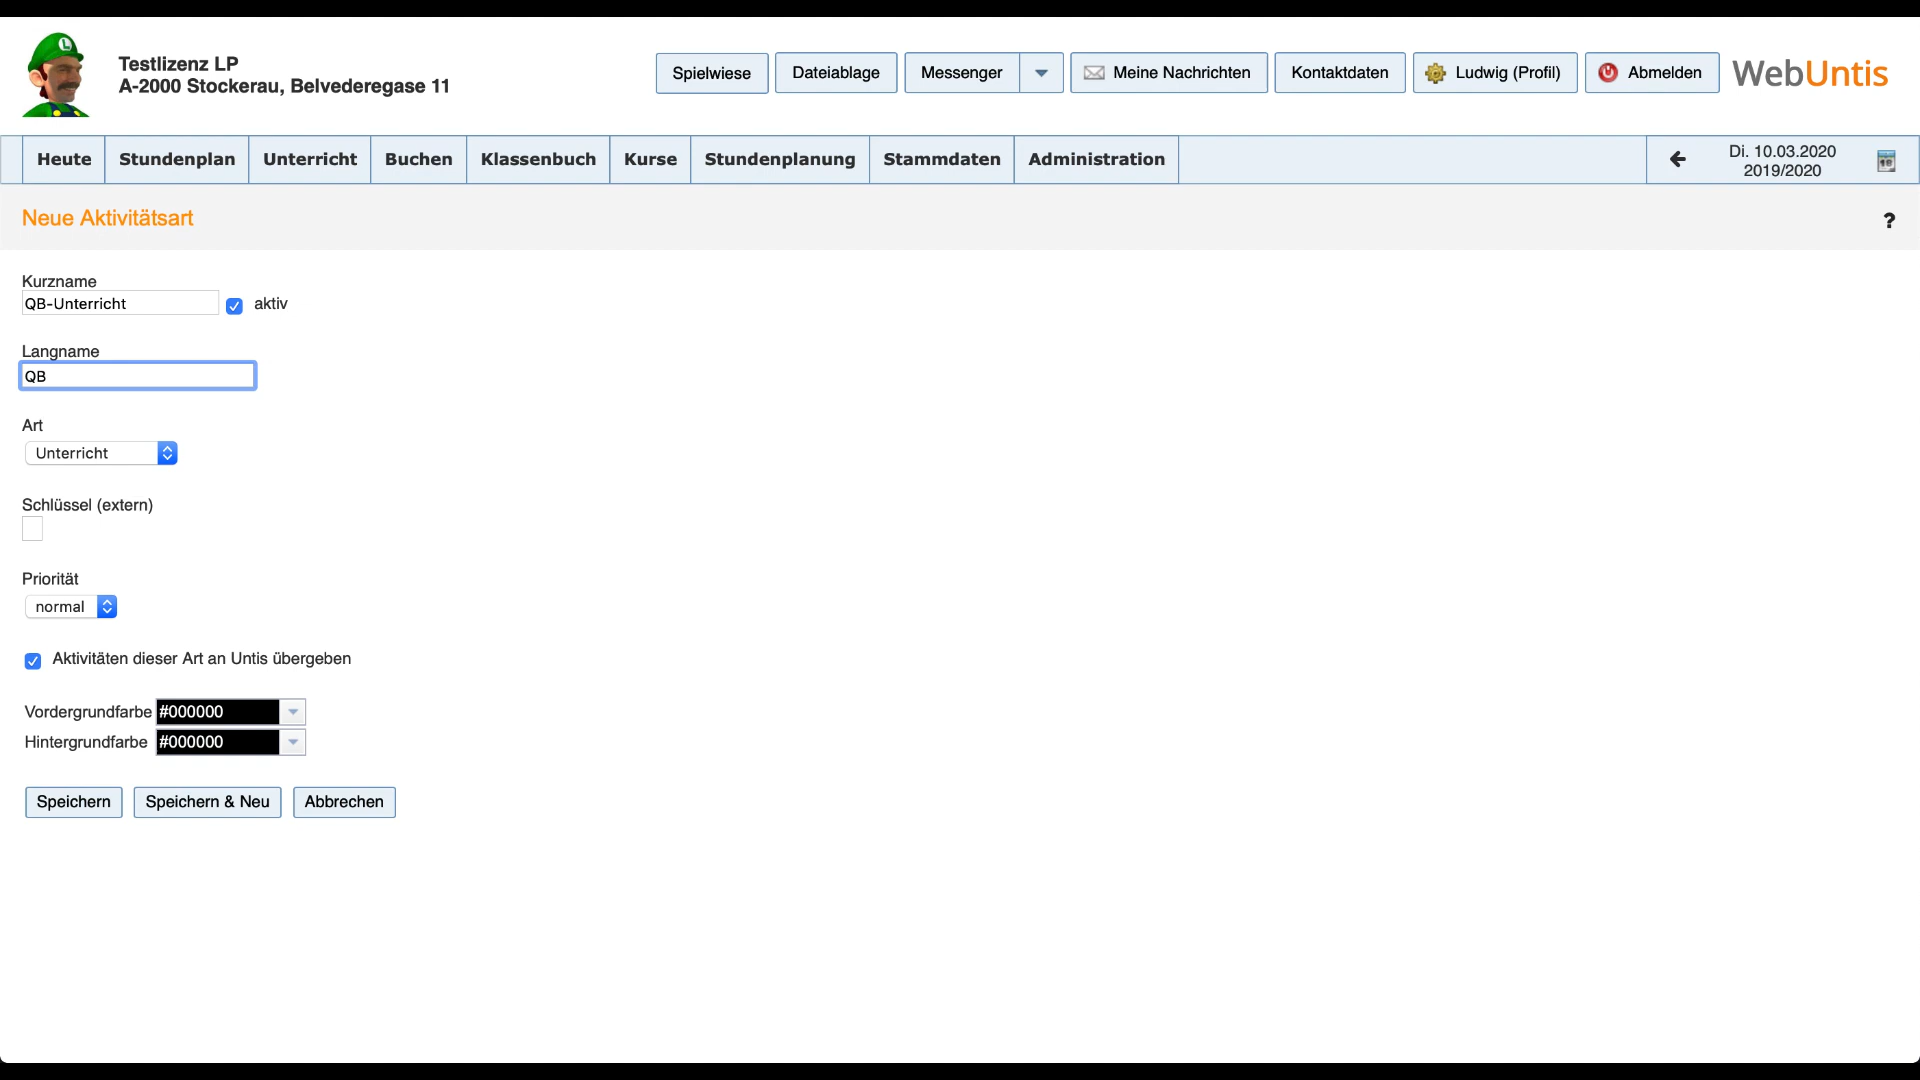 Testlizenz LP
A-2000 Stockerau, Belvederegase 11
Spielwiese Dateiablage Messenger Meine Nachrichten Kontaktdaten Ludwig (Profil) Abmelden WebUntis
Heute Stundenplan Unterricht Buchen Klassenbuch Kurse Stundenplanung Stammdaten Administration
Di. 10.03.2020
2019/2020
Neue Aktivitätsart
?
Kurzname
QB-Unterricht aktiv
Langname
QB
Art
Unterricht
Schlüssel (extern)
Priorität
normal
Aktivitäten dieser Art an Untis übergeben
Vordergrundfarbe #000000
Hintergrundfarbe #000000
Speichern Speichern & Neu Abbrechen